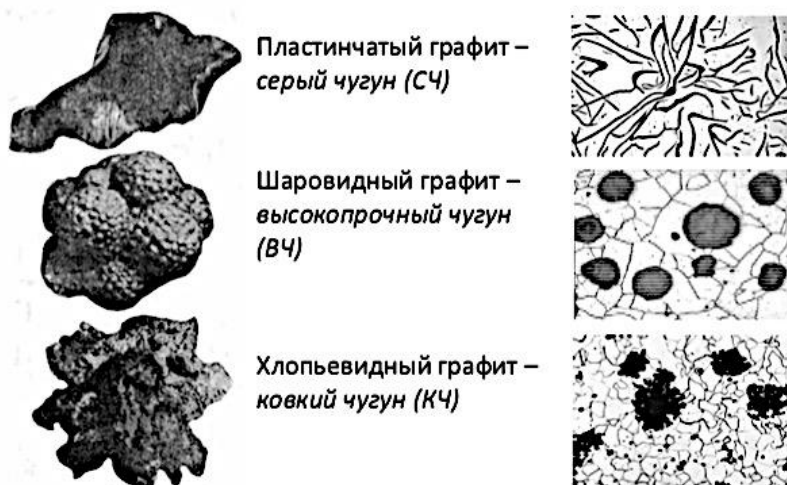 Пластинчатый графит –
серый чугун (СЧ)
Шаровидный графит –
высокопрочный чугун
(ВЧ)
Хлопьевидный графит –
ковкий чугун (КЧ)